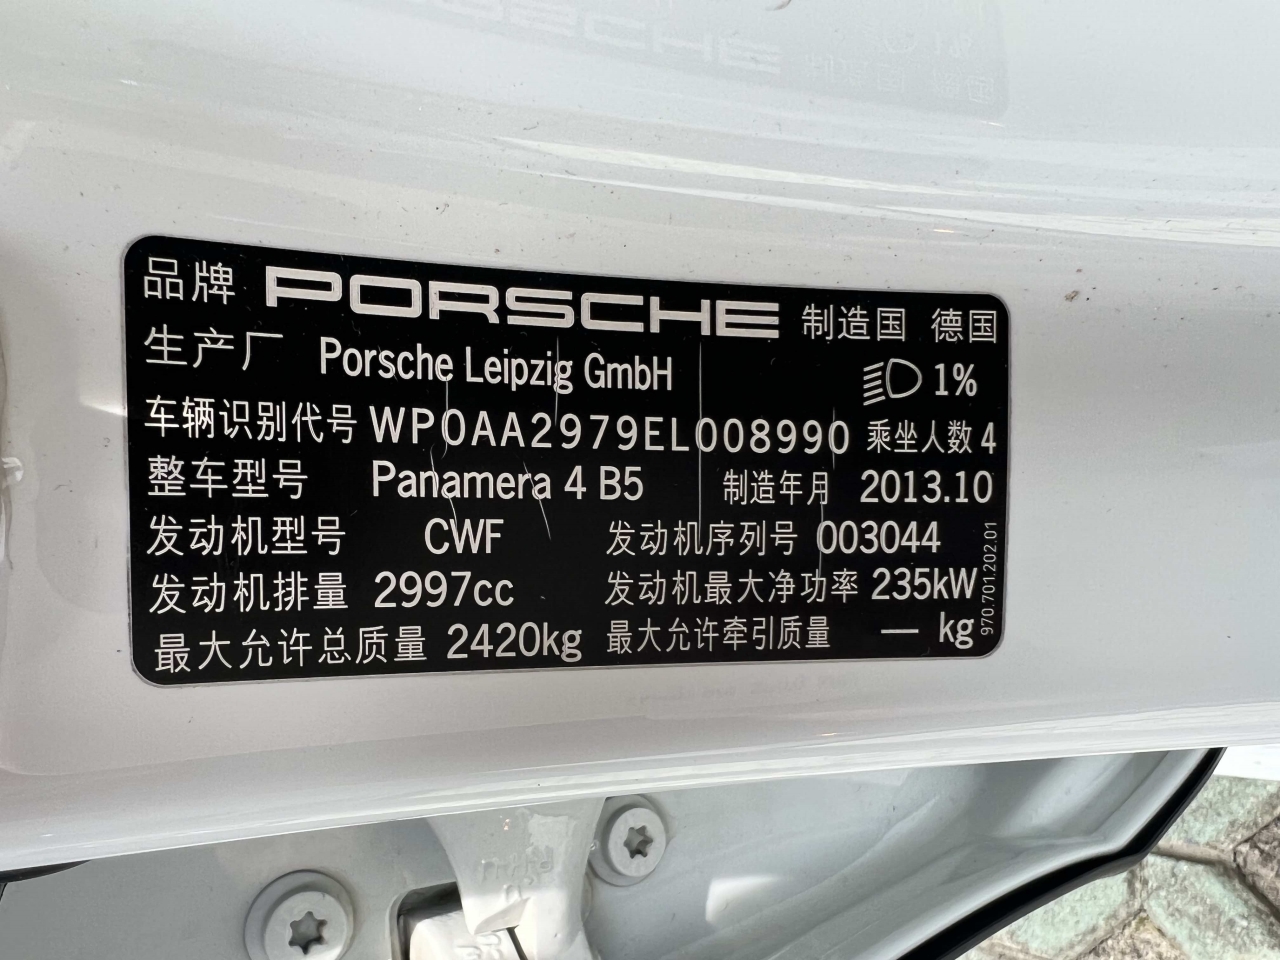 品牌 PORSCHE 制造国 德国
生产厂 Porsche Leipzig GmbH 1%
车辆识别代号 WP0AA2979EL008990 乘坐人数 4
整车型号 Panamera 4 B5 制造年月 2013.10
发动机型号 CWF 发动机序列号 003044
发动机排量 2997cc 发动机最大净功率 235kW
最大允许总质量 2420kg 最大允许牵引质量 — kg
970.701.202.01